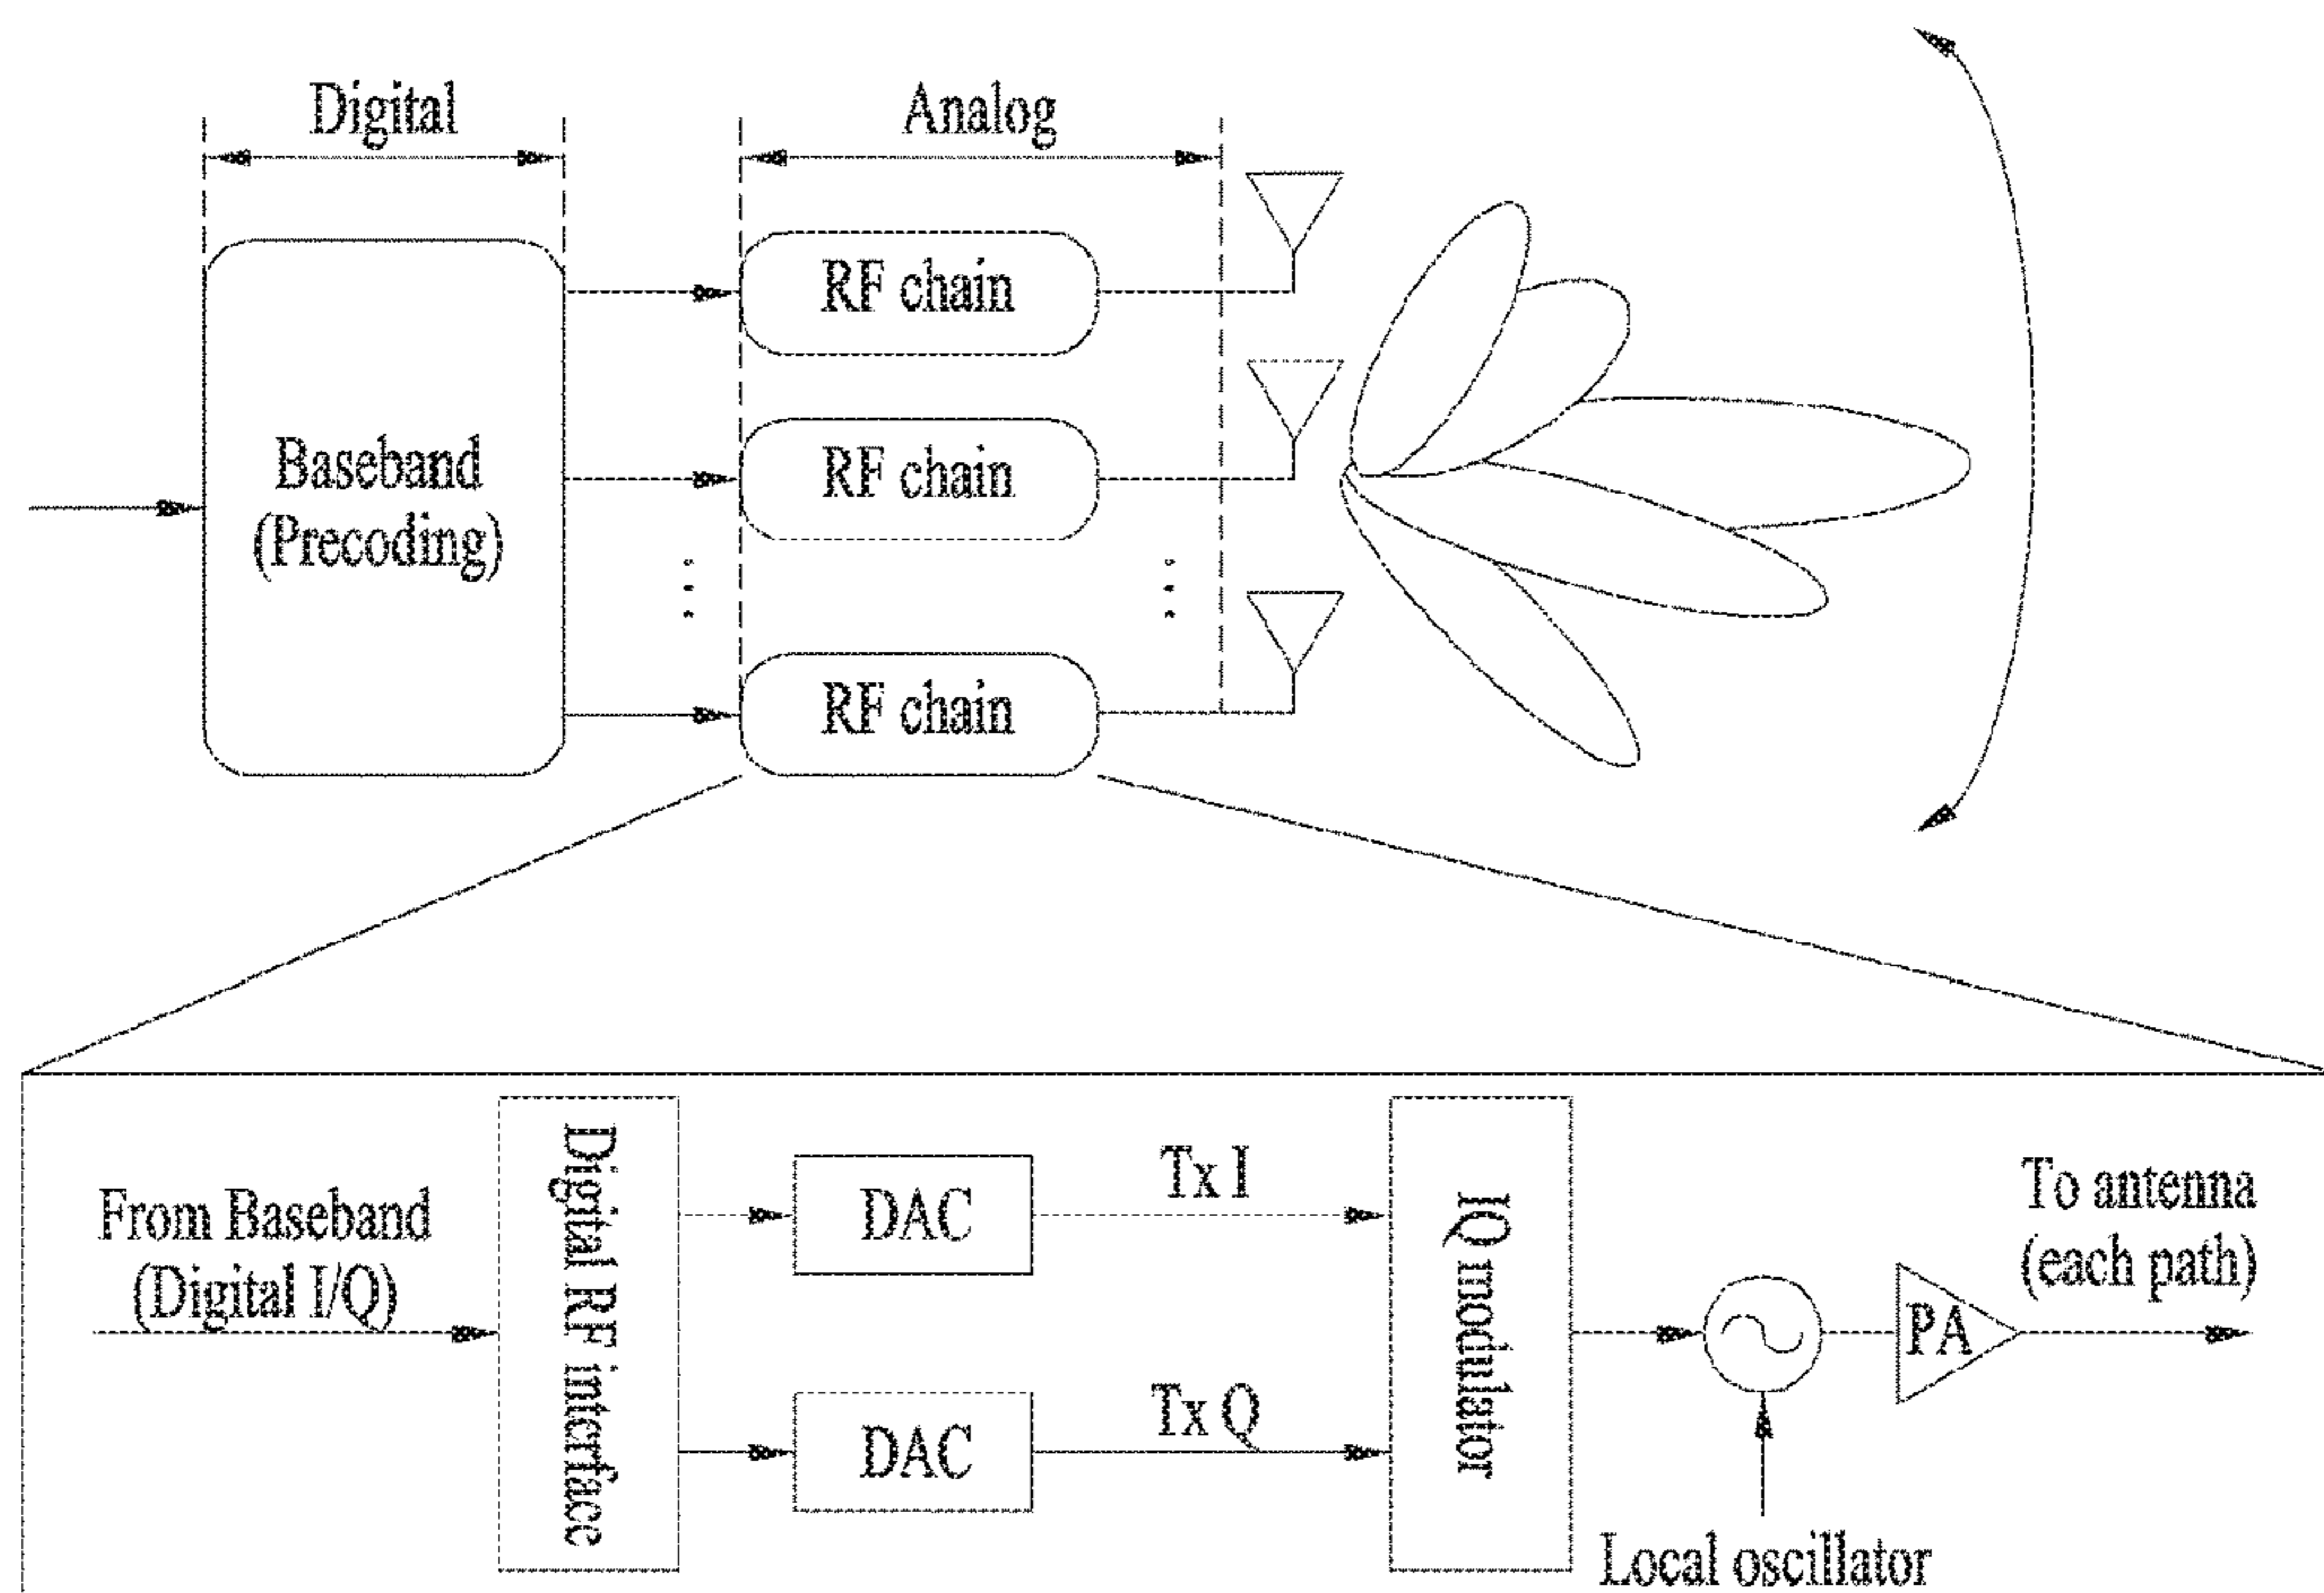 Digital
Analog
RF chain
Baseband
(Precoding)
RF chain
RF chain
From Baseband
(Digital I/Q)
Digital RF interface
DAC
Tx I
DAC
Tx Q
IQ modulator
PA
To antenna
(each path)
Local oscillator